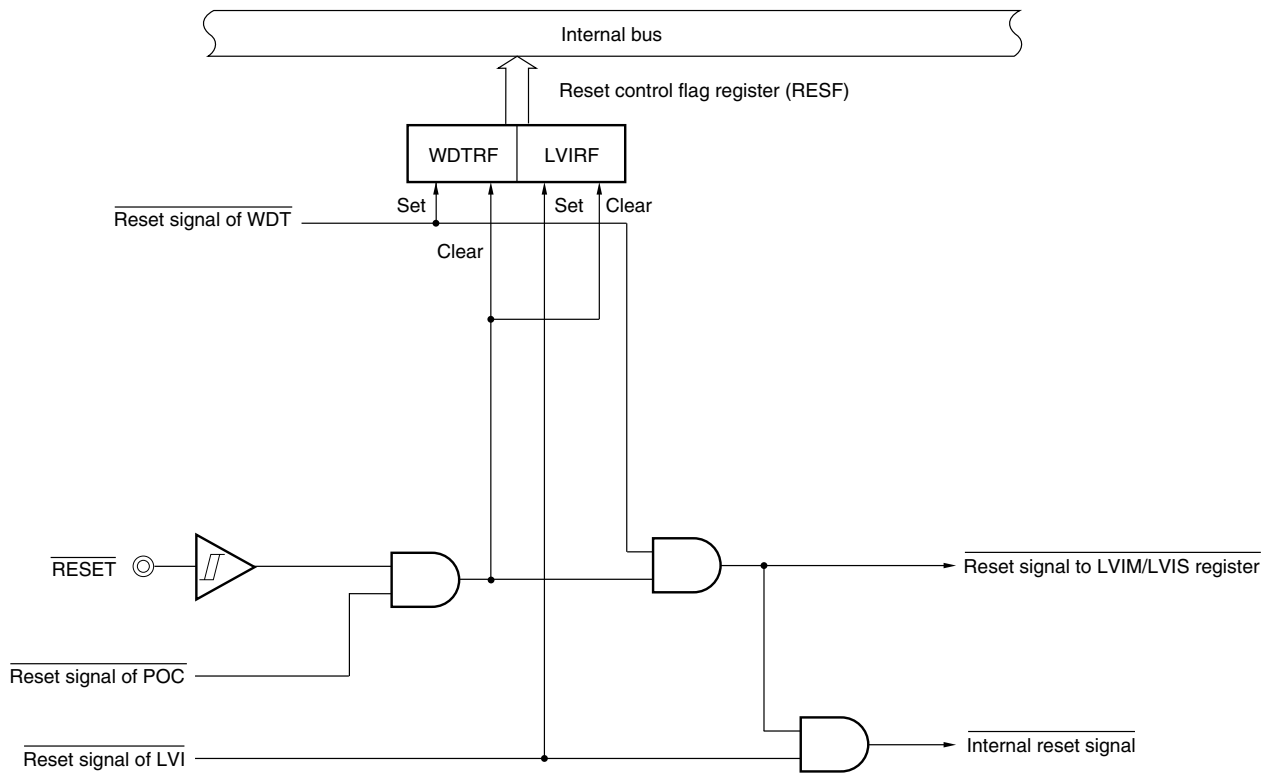 Internal bus
Reset control flag register (RESF)
WDTRF
LVIRF
Set
Set
Clear
Reset signal of WDT
Clear
RESET
Reset signal to LVIM/LVIS register
Reset signal of POC
Internal reset signal
Reset signal of LVI